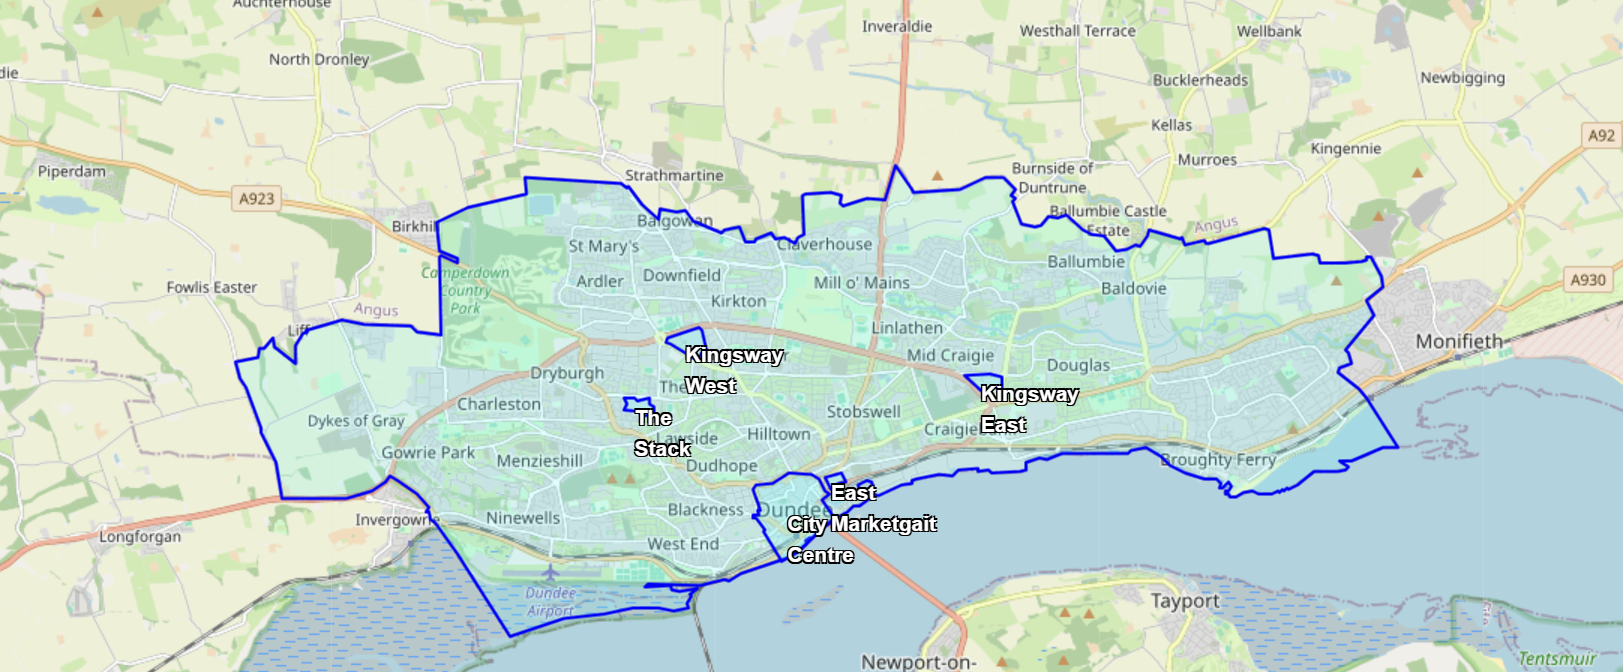 Auchterhouse
Inveraldie
Westhall Terrace
Wellbank
North Dronley
die
Bucklerheads
Newbigging
Kellas
A92
Kingennie
Murroes
Piperdam
Strathmartine
Burnside of
Duntrune
A923
Birkhil
Balgowan
Ballumbie Castle
Estate
Angus
St Mary's
Claverhouse
Ballumbie
Camperdown
Country
Park
Downfield
Ardler
Mill o' Mains
Baldovie
A930
Fowlis Easter
Kirkton
Angus
Liff
Linlathen
Monifieth
Kingsway
West
Mid Craigie
Douglas
Dryburgh
The
Kingsway
East
Charleston
The
Stack
Stobswell
Dykes of Gray
Lawside
Hilltown
Craigie
Gowrie Park
Menzieshill
Dudhope
Broughty Ferry
East
Marketgait
Dundee
City
Centre
Blackness
Invergowrie
Ninewells
Longforgan
West End
Dundee
Airport
Tayport
Newport-on-
Tentsmuir